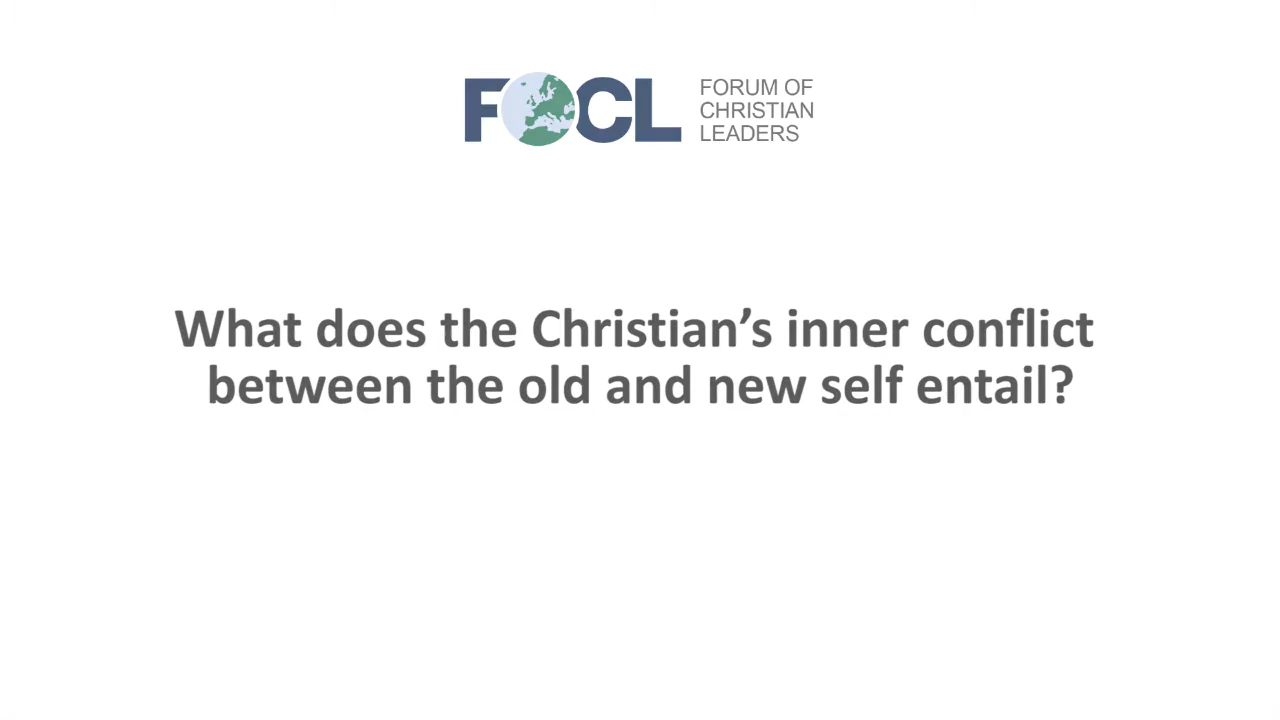 FOCL
FORUM OF
CHRISTIAN
LEADERS
What does the Christian’s inner conflict
between the old and new self entail?